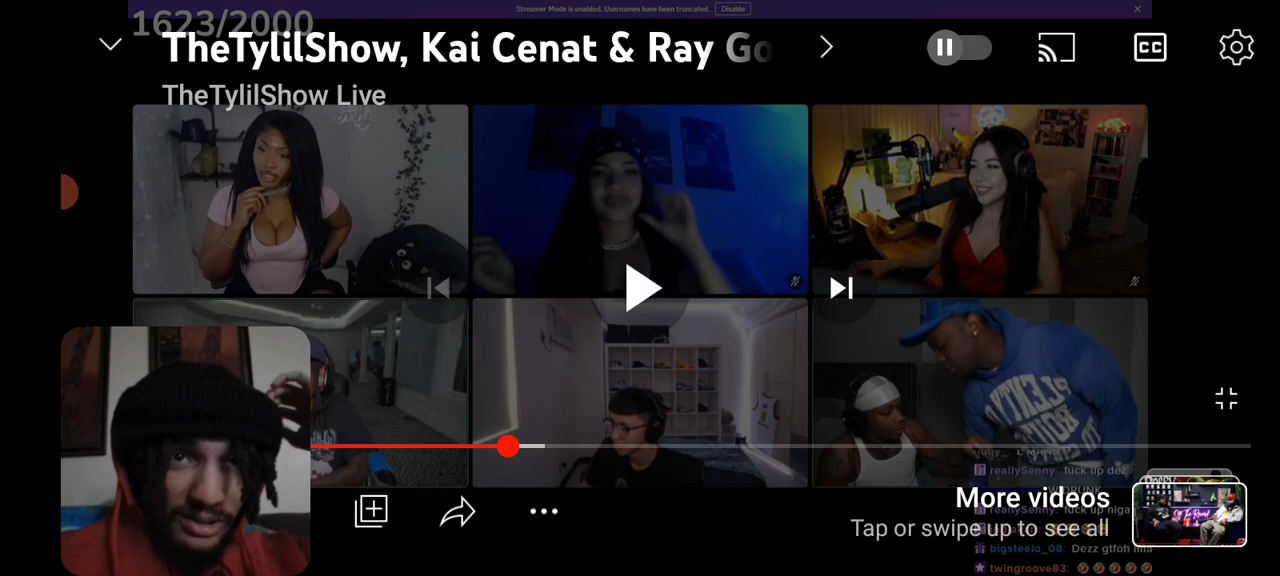 Streamer Mode is enabled. Usernames have been truncated. Disable
1623/2000
TheTylilShow, Kai Cenat & Ray Go
CC
TheTylilShow Live
reallySenny: fuck up dez
More videos
reallySenny: fuck up niga
Tap or swipe up to see all
bigsteelo_08: Dezz gtfoh lma
twingroove83: